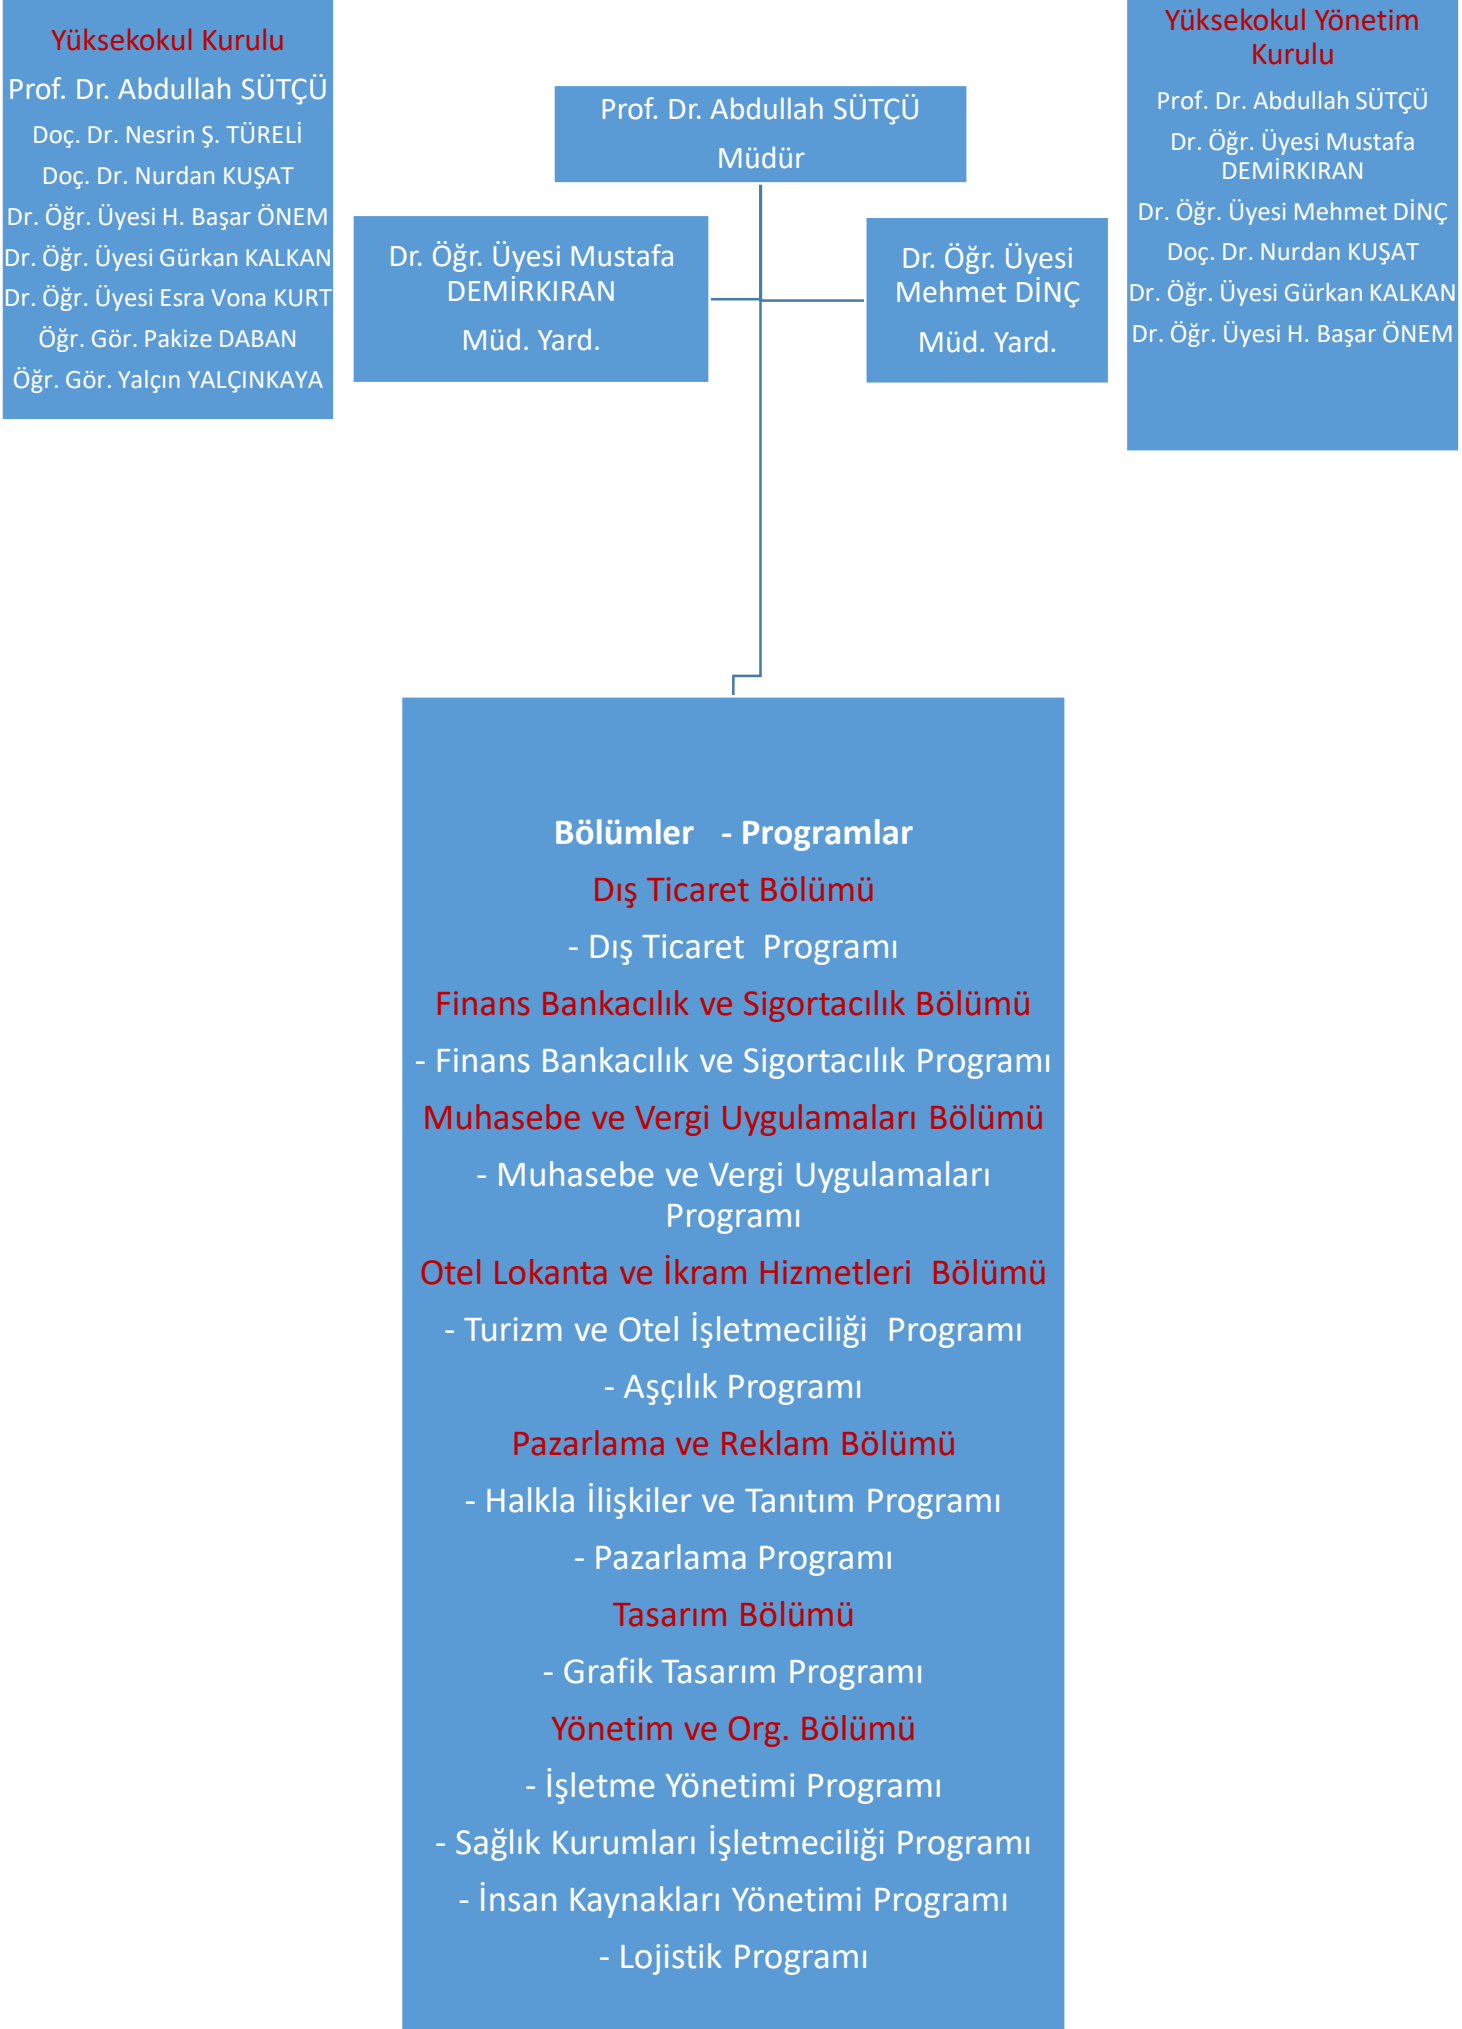 Yüksekokul Kurulu
Prof. Dr. Abdullah SÜTÇÜ
Doç. Dr. Nesrin Ş. TÜRELİ
Doç. Dr. Nurdan KUŞAT
Dr. Öğr. Üyesi H. Başar ÖNEM
Dr. Öğr. Üyesi Gürkan KALKAN
Dr. Öğr. Üyesi Esra Vona KURT
Öğr. Gör. Pakize DABAN
Öğr. Gör. Yalçın YALÇINKAYA
Prof. Dr. Abdullah SÜTÇÜ
Müdür
Dr. Öğr. Üyesi Mustafa
DEMİRKIRAN
Müd. Yard.
Dr. Öğr. Üyesi
Mehmet DİNÇ
Müd. Yard.
Yüksekokul Yönetim
Kurulu
Prof. Dr. Abdullah SÜTÇÜ
Dr. Öğr. Üyesi Mustafa
DEMİRKIRAN
Dr. Öğr. Üyesi Mehmet DİNÇ
Doç. Dr. Nurdan KUŞAT
Dr. Öğr. Üyesi Gürkan KALKAN
Dr. Öğr. Üyesi H. Başar ÖNEM
Bölümler - Programlar
Dış Ticaret Bölümü
- Dış Ticaret Programı
Finans Bankacılık ve Sigortacılık Bölümü
- Finans Bankacılık ve Sigortacılık Programı
Muhasebe ve Vergi Uygulamaları Bölümü
- Muhasebe ve Vergi Uygulamaları
Programı
Otel Lokanta ve İkram Hizmetleri Bölümü
- Turizm ve Otel İşletmeciliği Programı
- Aşçılık Programı
Pazarlama ve Reklam Bölümü
- Halkla İlişkiler ve Tanıtım Programı
- Pazarlama Programı
Tasarım Bölümü
- Grafik Tasarım Programı
Yönetim ve Org. Bölümü
- İşletme Yönetimi Programı
- Sağlık Kurumları İşletmeciliği Programı
- İnsan Kaynakları Yönetimi Programı
- Lojistik Programı